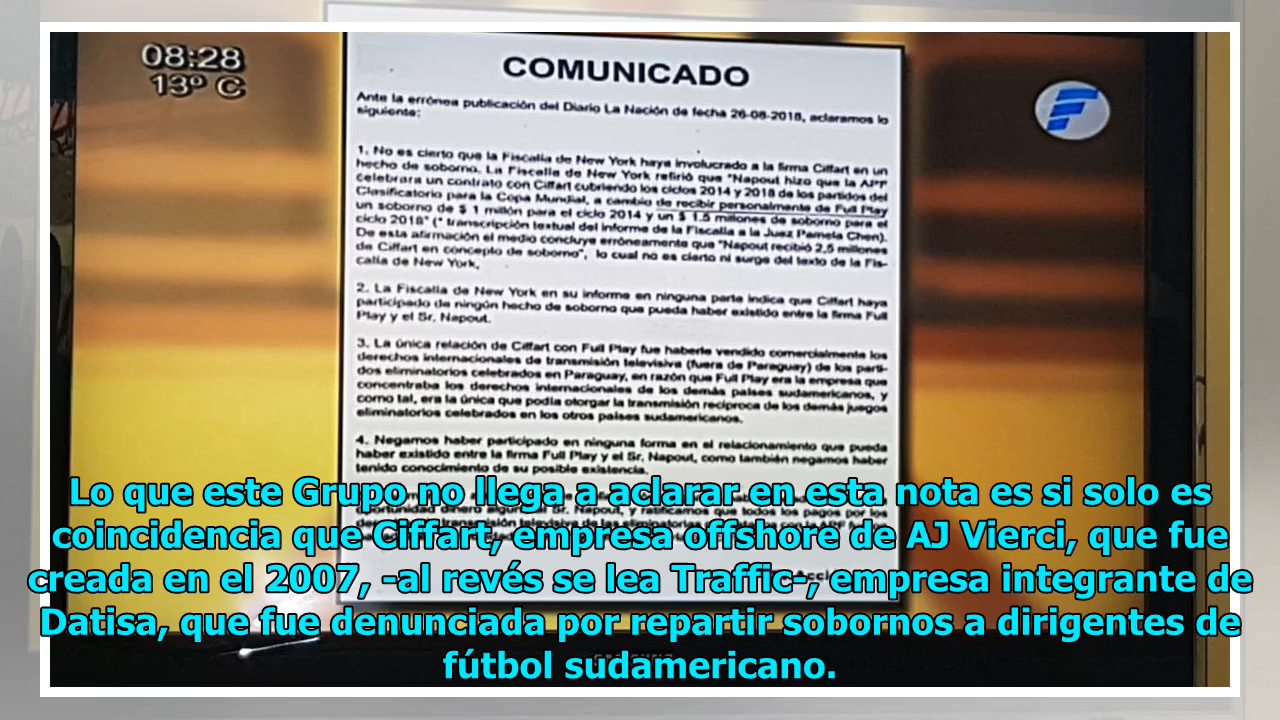 08:28
13º C
COMUNICADO
Ante la errónea publicación del Diario La Nación de fecha 26-08-2018, aclaramos lo
siguiente:
1. No es cierto que la Fiscalía de New York haya involucrado a la firma Ciffart en un
hecho de soborno. La Fiscalía de New York refirió que "Napout hizo que la APF
celebrara un contrato con Ciffart cubriendo los ciclos 2014 y 2018 de los partidos del
Clasificatorio para la Copa Mundial, a cambio de recibir personalmente de Full Play
un soborno de $ 1 millón para el ciclo 2014 y un $ 1.5 millones de soborno para el
ciclo 2018" (* transcripción textual del informe de la Fiscalía a la Juez Pamela Chen).
De esta afirmación el medio concluye erróneamente que "Napout recibió 2,5 millones
de Ciffart en concepto de soborno", lo cual no es cierto ni surge del texto de la Fis-
calía de New York.
2. La Fiscalía de New York en su informe en ninguna parte indica que Ciffart haya
participado de ningún hecho de soborno que pueda haber existido entre la firma Full
Play y el Sr. Napout.
3. La única relación de Ciffart con Full Play fue haberle vendido comercialmente los
derechos internacionales de transmisión televisiva (fuera de Paraguay) de los parti-
dos eliminatorios celebrados en Paraguay, en razón que Full Play era la empresa que
concentraba los derechos internacionales de los demás países sudamericanos, y
como tal, era la única que podía otorgar la transmisión recíproca de los demás juegos
eliminatorios celebrados en los otros países sudamericanos.
4. Negamos haber participado en ninguna forma en el relacionamiento que pueda
haber existido entre la firma Full Play y el Sr. Napout, como también negamos haber
tenido conocimiento de su posible existencia.
Lo que este Grupo no llega a aclarar en esta nota es si solo es
coincidencia que Ciffart, empresa offshore de AJ Vierci, que fue
creada en el 2007, -al revés se lea Traffic-, empresa integrante de
Datisa, que fue denunciada por repartir sobornos a dirigentes de
fútbol sudamericano.